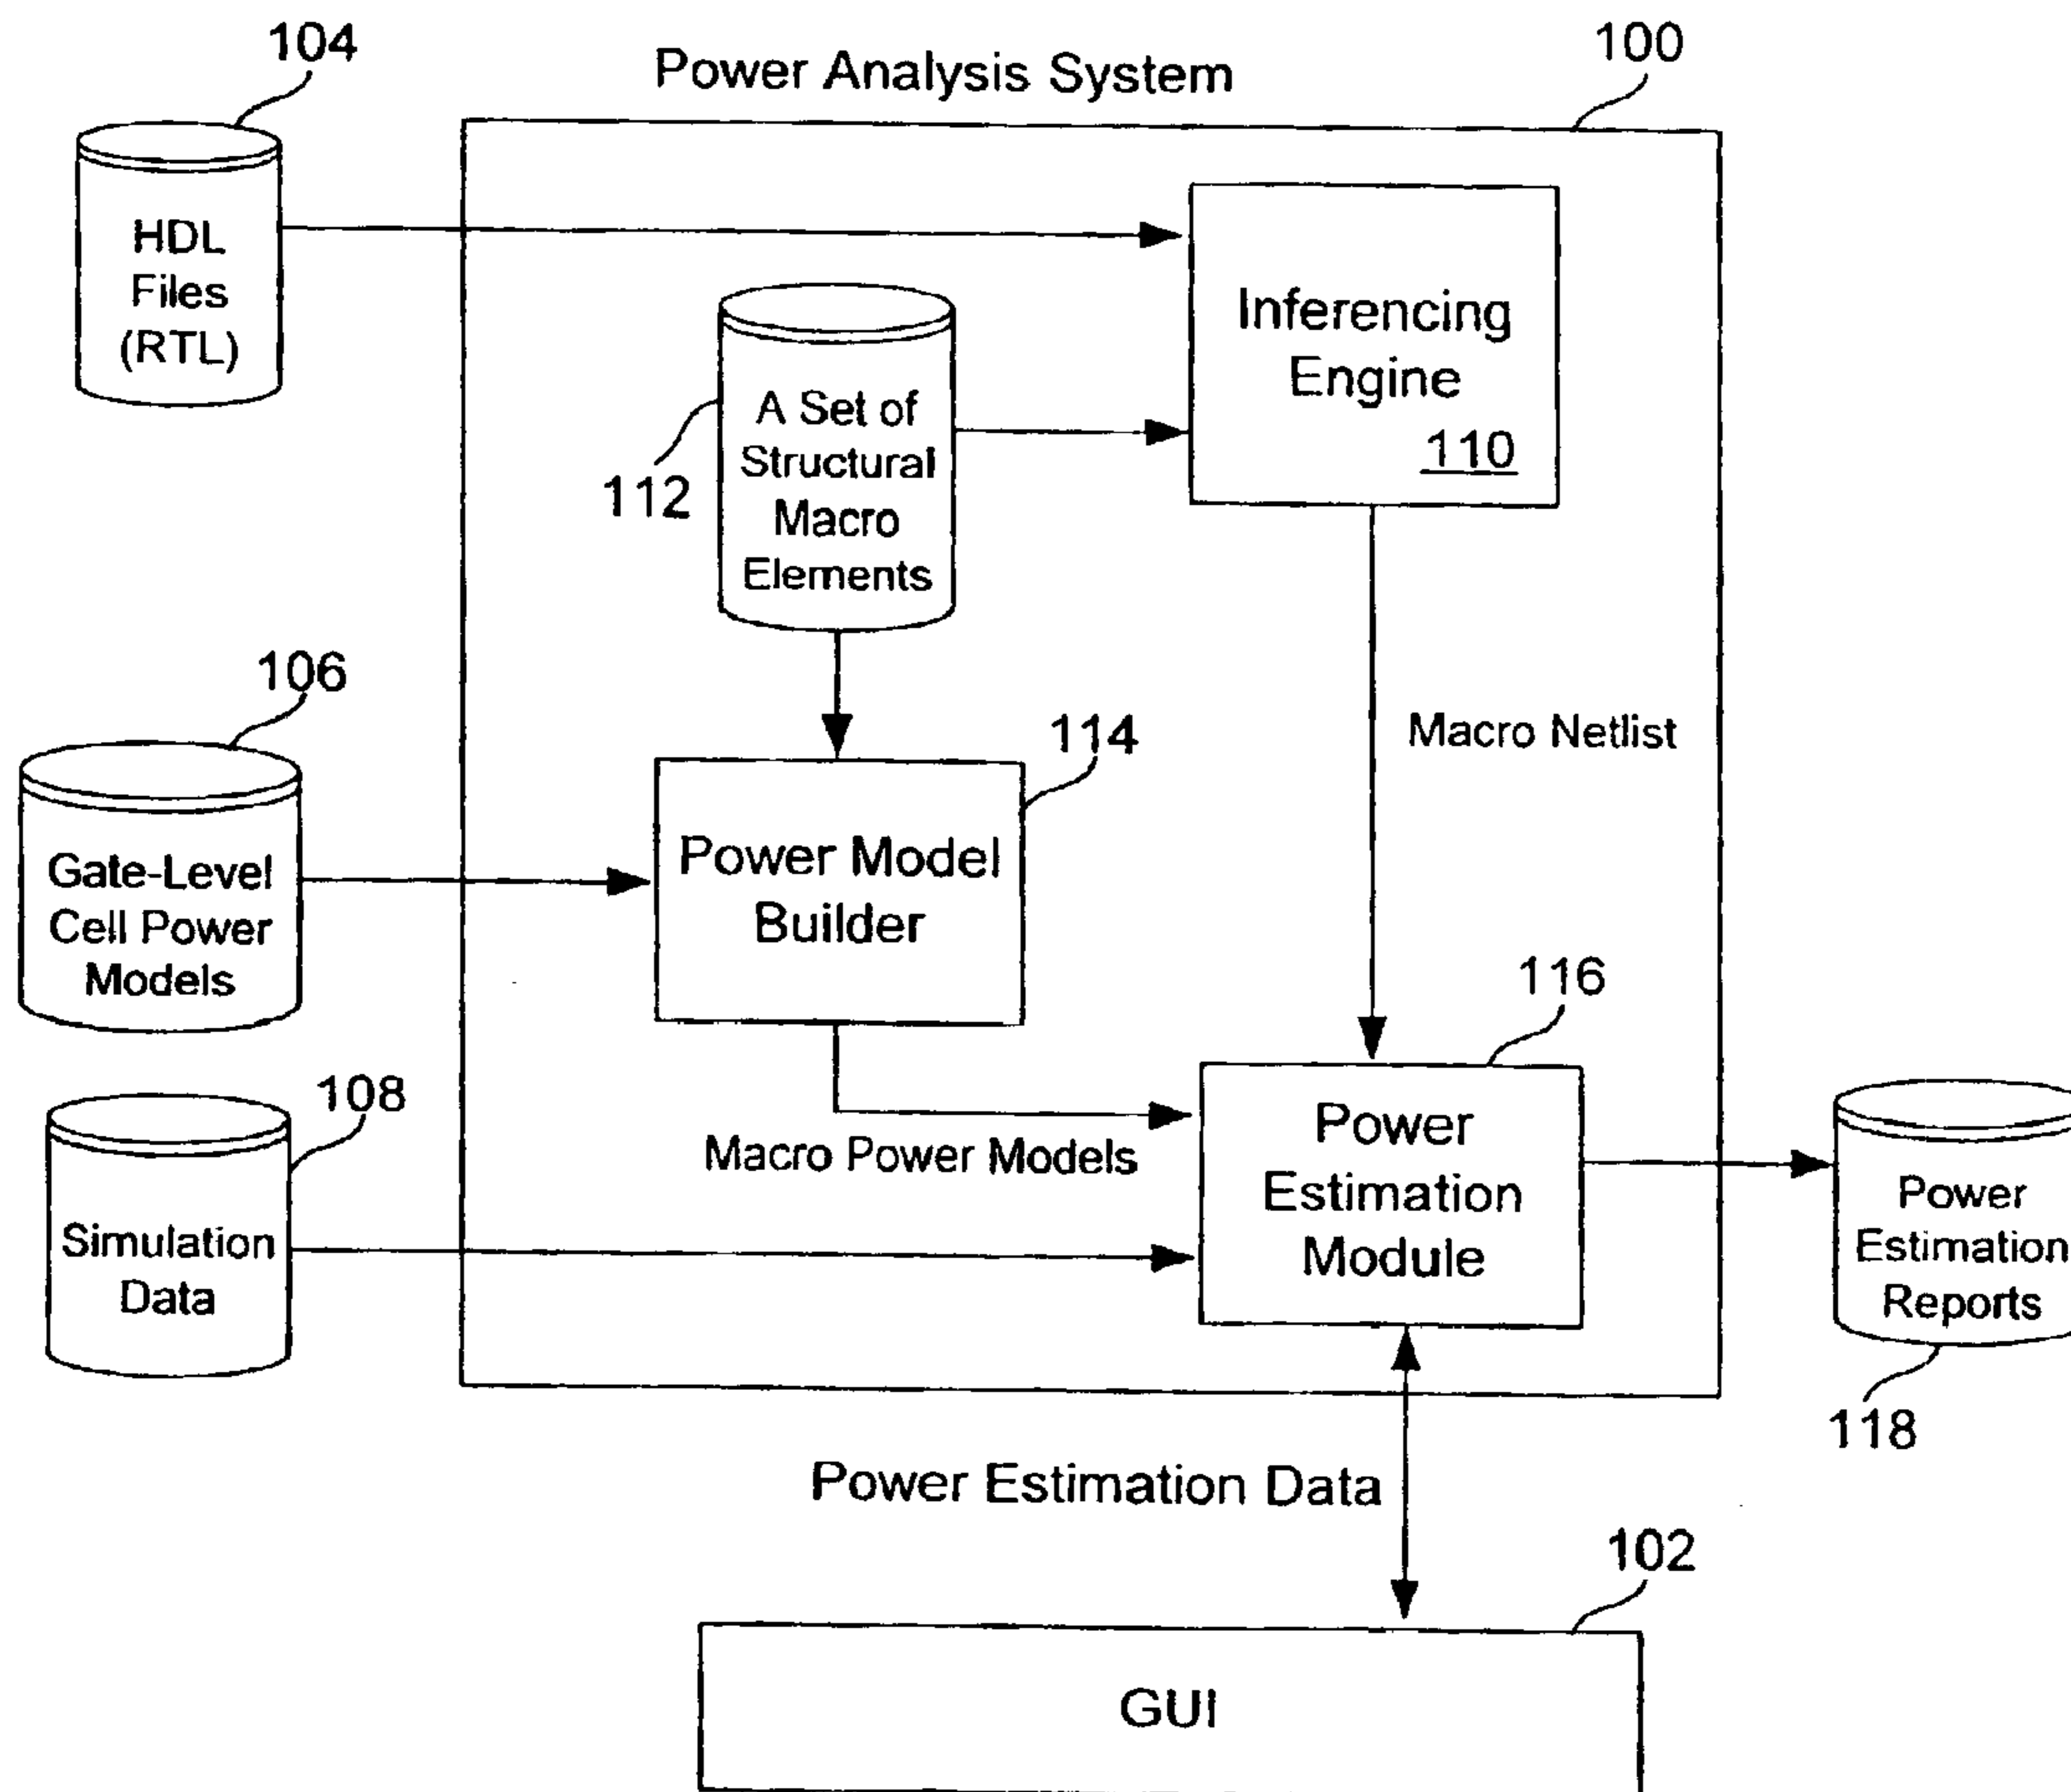 104
Power Analysis System
100
HDL
Files
(RTL)
Inferencing
Engine
110
A Set of
Structural
Macro
Elements
112
106
114
Macro Netlist
Gate-Level
Cell Power
Models
Power Model
Builder
116
108
Macro Power Models
Power
Estimation
Module
Simulation
Data
Power
Estimation
Reports
118
Power Estimation Data
102
GUI